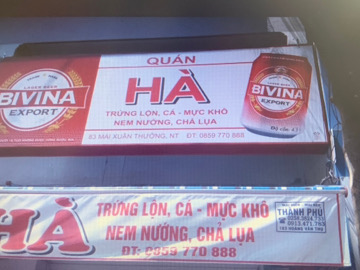 LAGER BEER
BIVINA
EXPORT
QUÁN
HÀ
TRỨNG LỘN, CÁ - MỰC KHÔ
NEM NƯỚNG, CHẢ LỤA
83 MAI XUÂN THƯỞNG, NT ĐT: 0859 770 888
BIVINA
EXPORT
HÀ
TRỨNG LỘN, CÁ - MỰC KHÔ
NEM NƯỚNG, CHẢ LỤA
ĐT: 0859 770 888
THÀNH PHÚ